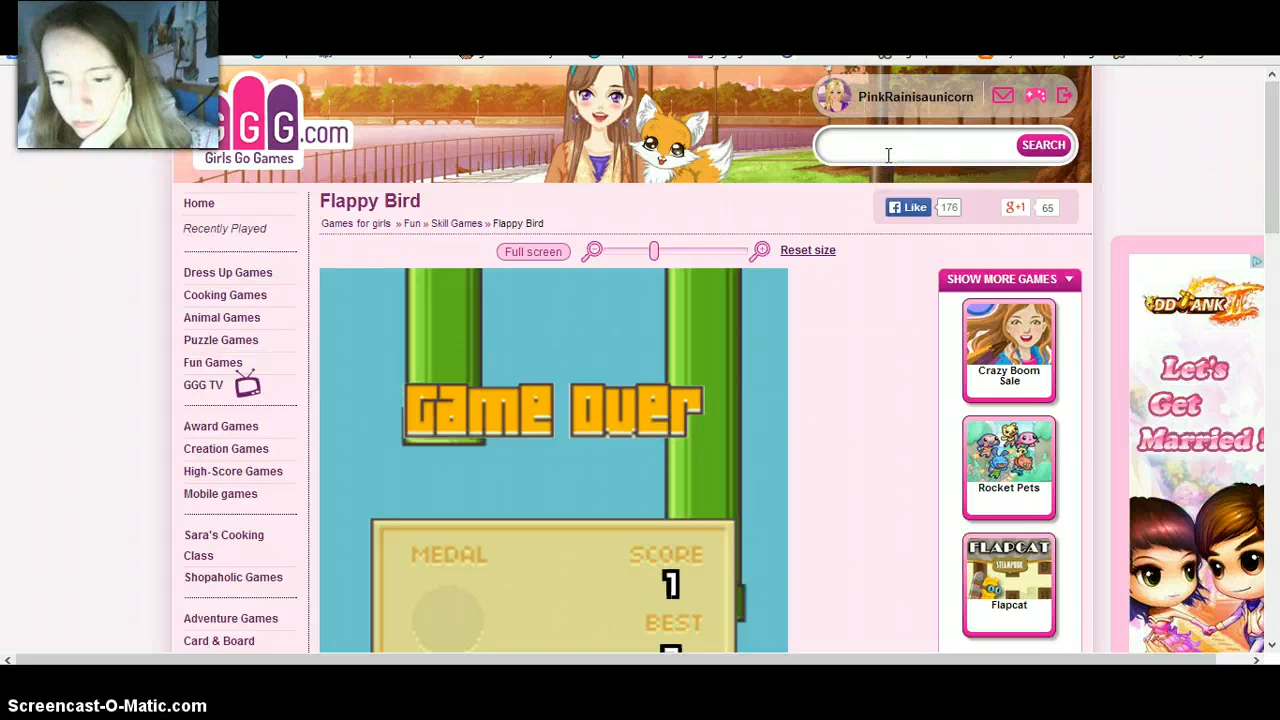 GGG.com
Girls Go Games
PinkRainisaunicorn
SEARCH
Home
Recently Played
Dress Up Games
Cooking Games
Animal Games
Puzzle Games
Fun Games
GGG TV
Award Games
Creation Games
High-Score Games
Mobile games
Sara's Cooking
Class
Shopaholic Games
Adventure Games
Card & Board
Flappy Bird
Games for girls » Fun » Skill Games » Flappy Bird
Like 176
g+1 65
Full screen
Reset size
Game Over
MEDAL
SCORE
1
BEST
SHOW MORE GAMES
Crazy Boom
Sale
Rocket Pets
FLAPCAT
STEAMPUNK
Flapcat
DDTANK II
Let's
Get
Married!
Screencast-O-Matic.com